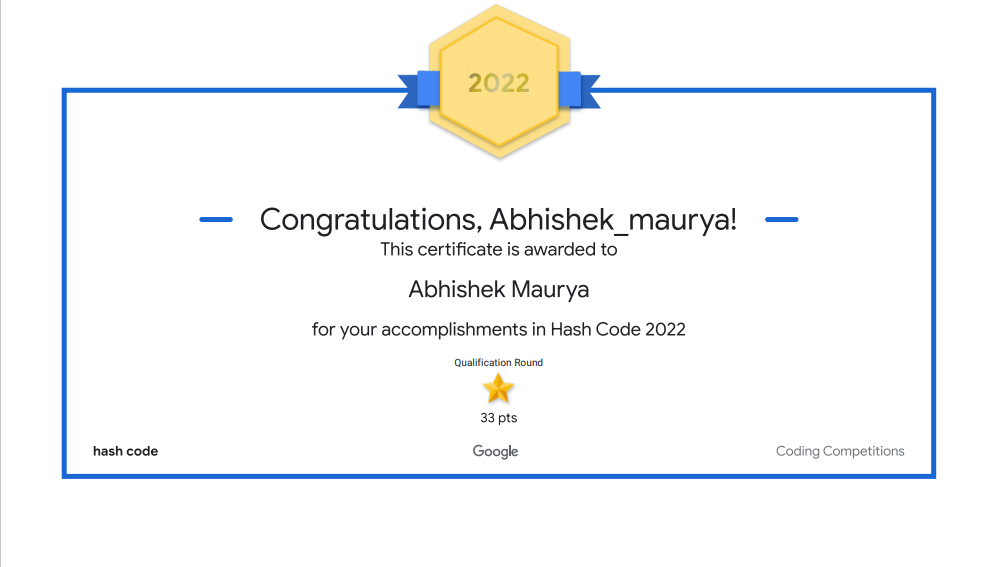 2022
Congratulations, Abhishek_maurya!
This certificate is awarded to
Abhishek Maurya
for your accomplishments in Hash Code 2022
Qualification Round
33 pts
hash code Google Coding Competitions